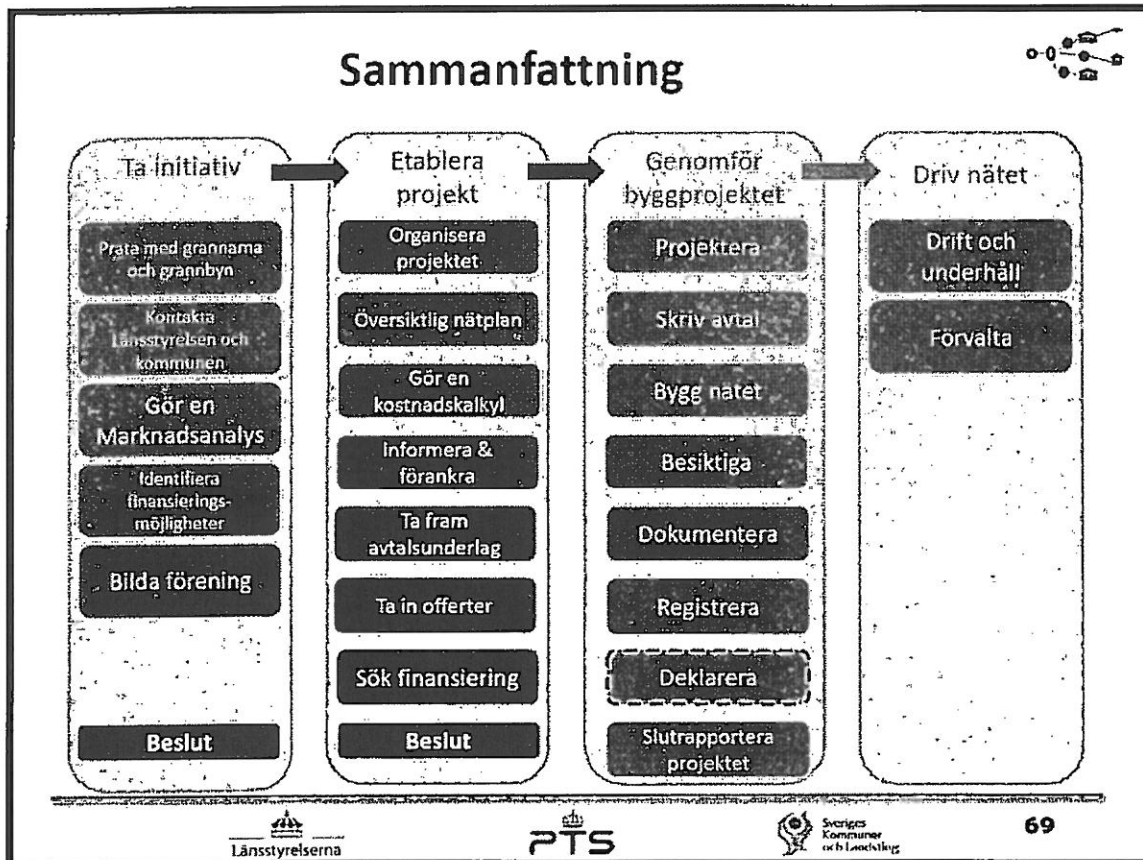 Sammanfattning
Ta initiativ
Prata med grannarna
och grannbyn
Kontakta
Länsstyrelsen och
kommunen
Gör en
Marknadsanalys
Identifiera
finansierings-
möjligheter
Bilda förening
Beslut
Etablera
projekt
Organisera
projektet
Översiktlig nätplan
Gör en
kostnadskalkyl
Informera &
förankra
Ta fram
avtalsunderlag
Ta in offerter
Sök finansiering
Beslut
Genomför
byggprojektet
Projektera
Skriv avtal
Bygg nätet
Besiktiga
Dokumentera
Registrera
Deklarera
Slutrapportera
projektet
Driv nätet
Drift och
underhåll
Förvalta
Länsstyrelserna
PTS
Sveriges
Kommuner
och Landsting
69